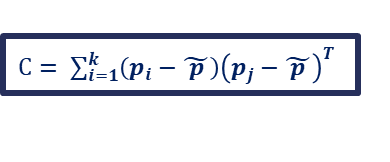 C = ∑_{i=1}^{k}(p_i − p̃)(p_j − p̃)^T